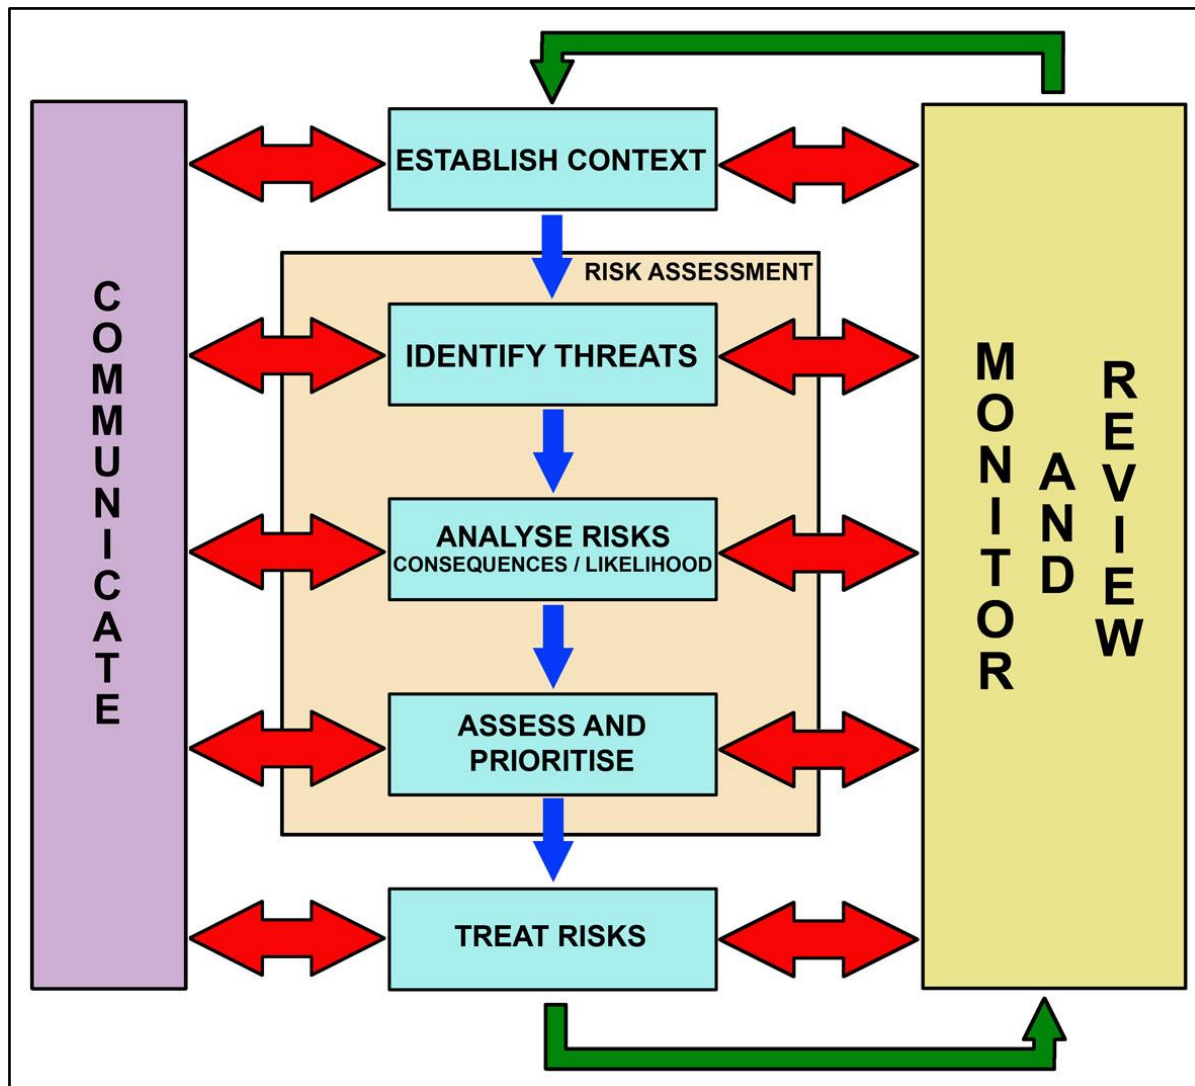 COMMUNICATE
ESTABLISH CONTEXT
RISK ASSESSMENT
IDENTIFY THREATS
ANALYSE RISKS
CONSEQUENCES / LIKELIHOOD
ASSESS AND
PRIORITISE
TREAT RISKS
MONITOR
AND
REVIEW